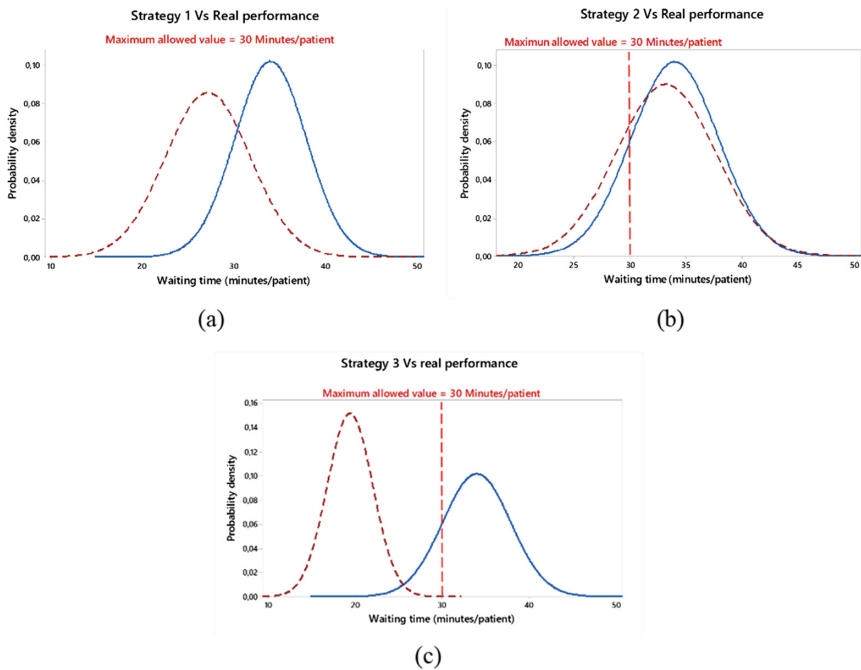 Strategy 1 Vs Real performance
Maximum allowed value = 30 Minutes/patient
0,10
0,08
0,06
0,04
0,02
0,00
Probability density
10 20 30 40 50
Waiting time (minutes/patient)
(a)
Strategy 2 Vs Real performance
Maximun allowed value = 30 Minutes/patient
0,10
0,08
0,06
0,04
0,02
0,00
Probability density
20 25 30 35 40 45 50
Waiting time (minutes/patient)
(b)
Strategy 3 Vs real performance
Maximum allowed value = 30 Minutes/patient
0,16
0,14
0,12
0,10
0,08
0,06
0,04
0,02
0,00
Probability density
10 20 30 40 50
Waiting time (minutes/patient)
(c)